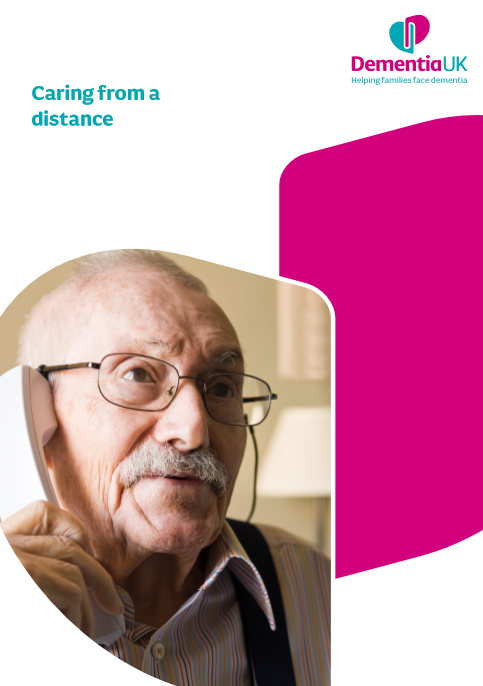 DementiaUK
Helping families face dementia
Caring from a
distance